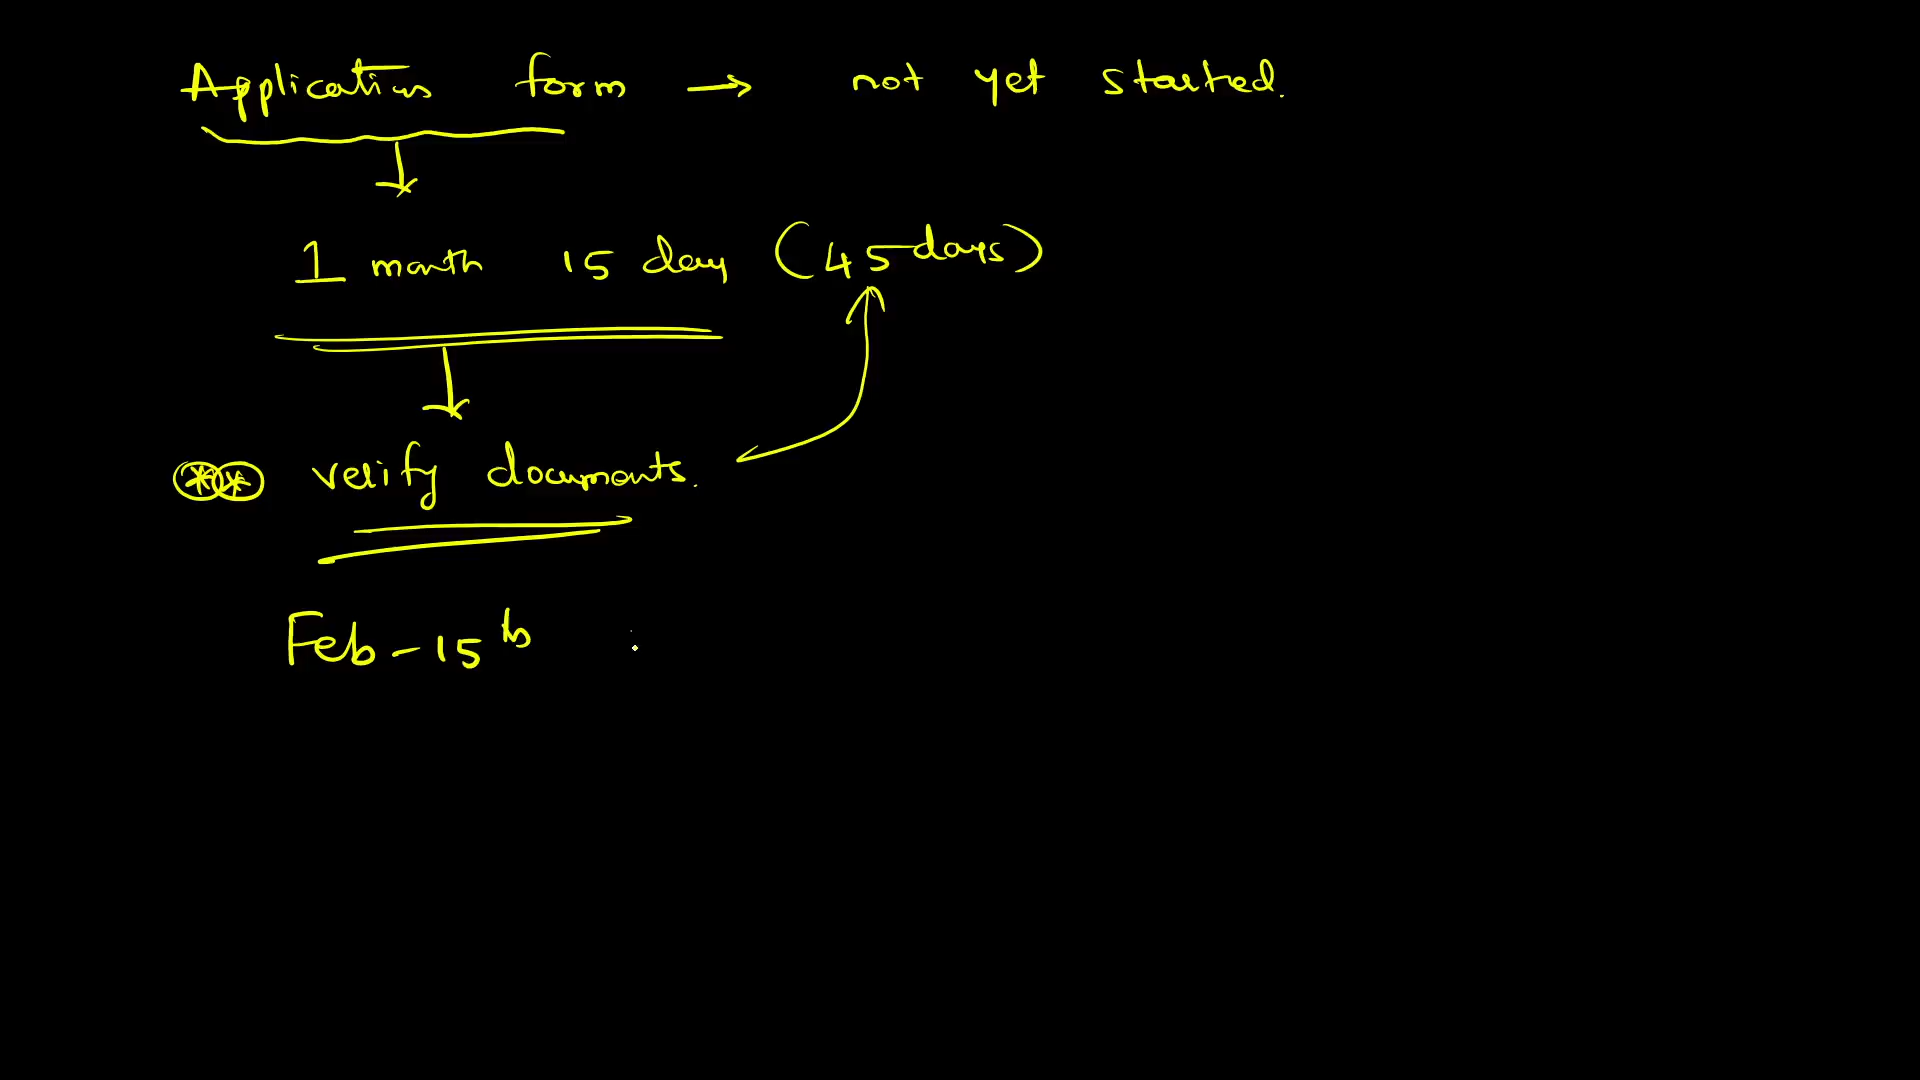 Application form → not yet started.
1 month 15 day (45 days)
** verify documents.
Feb - 15th